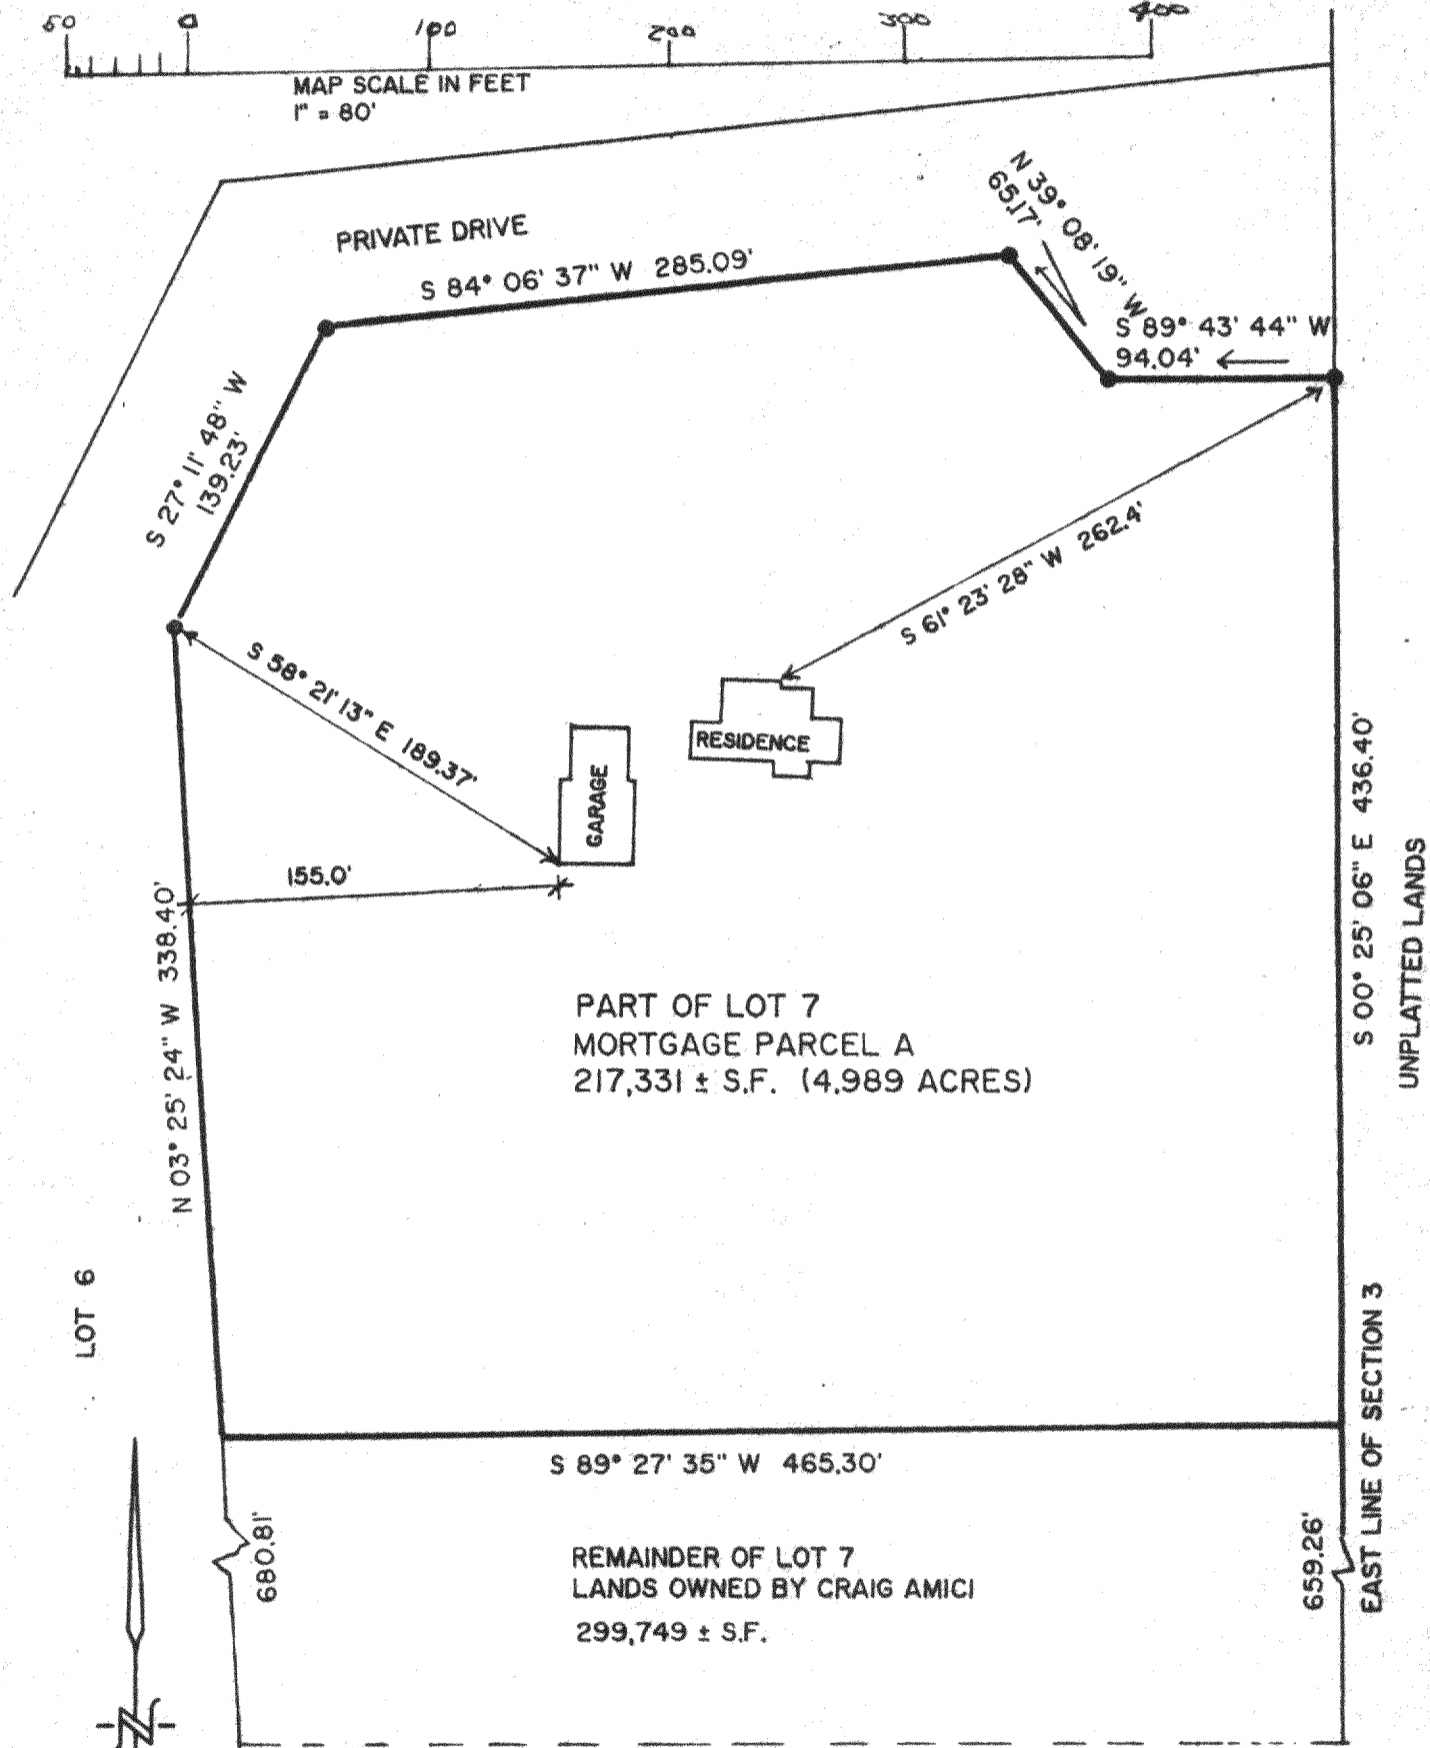 50 0 100 200 300 400
MAP SCALE IN FEET
1" = 80'
PRIVATE DRIVE
N 39° 08' 19" W
65.17'
S 84° 06' 37" W 285.09'
S 89° 43' 44" W
94.04'
S 27° 11' 48" W
139.23'
S 61° 23' 28" W 262.4'
S 58° 21' 13" E 189.37'
RESIDENCE
GARAGE
155.0'
N 03° 25' 24" W 338.40'
S 00° 25' 06" E 436.40'
UNPLATTED LANDS
PART OF LOT 7
MORTGAGE PARCEL A
217,331 ± S.F. (4.989 ACRES)
LOT 6
EAST LINE OF SECTION 3
S 89° 27' 35" W 465.30'
680.81'
659.26'
REMAINDER OF LOT 7
LANDS OWNED BY CRAIG AMICI
299,749 ± S.F.
N